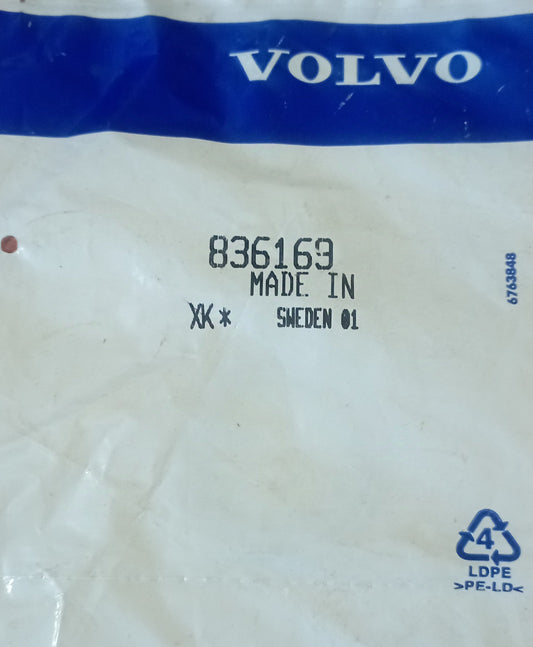 VOLVO
836169
MADE IN
XK* SWEDEN 01
6763848
4
LDPE
>PE-LD<